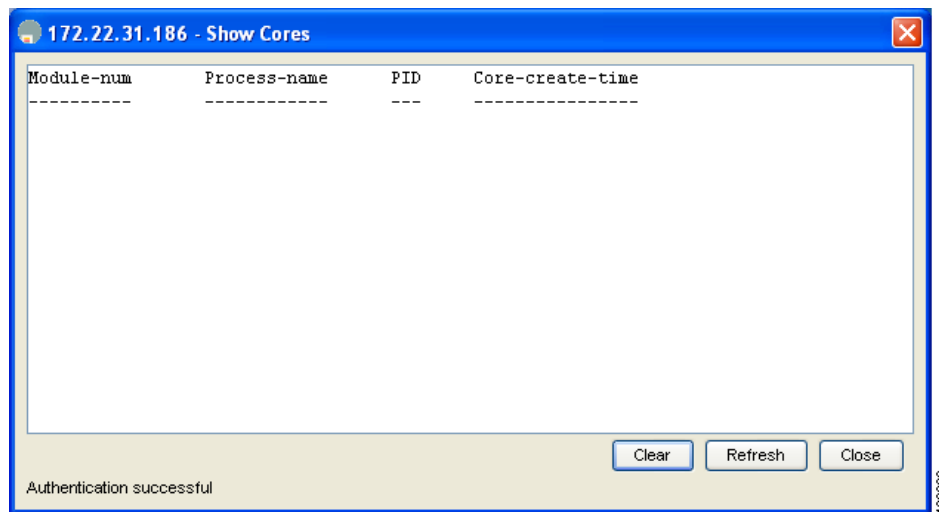 172.22.31.186 - Show Cores
Module-num Process-name PID Core-create-time
---------- ------------ --- ----------------
Clear Refresh Close
Authentication successful